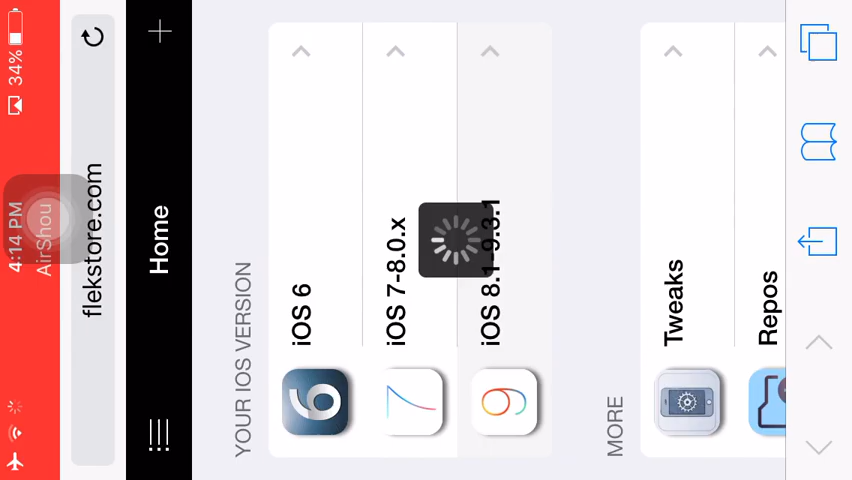 4:14 PM
34%
AirShou
flekstore.com
Home
YOUR IOS VERSION
iOS 6
iOS 7-8.0.x
iOS 8.1-9.3.1
MORE
Tweaks
Repos